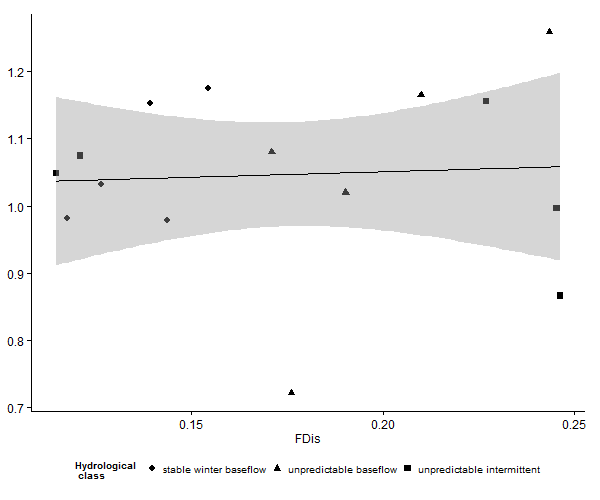 1.2
1.1
1.0
0.9
0.8
0.7
0.15 0.20 0.25
FDis
Hydrological
class
stable winter baseflow unpredictable baseflow unpredictable intermittent